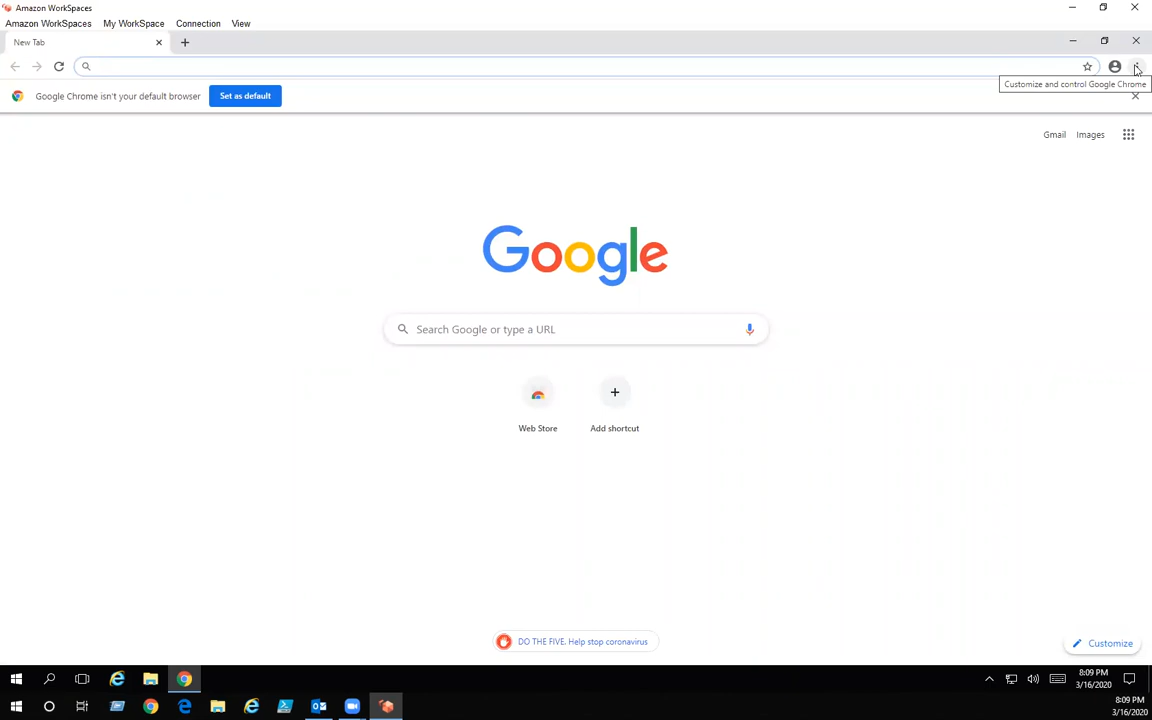 Amazon WorkSpaces
Amazon WorkSpaces My WorkSpace Connection View
New Tab
Customize and control Google Chrome
Google Chrome isn't your default browser Set as default
Gmail Images
Google
Search Google or type a URL
Web Store Add shortcut
DO THE FIVE. Help stop coronavirus
Customize
8:09 PM
3/16/2020
8:09 PM
3/16/2020